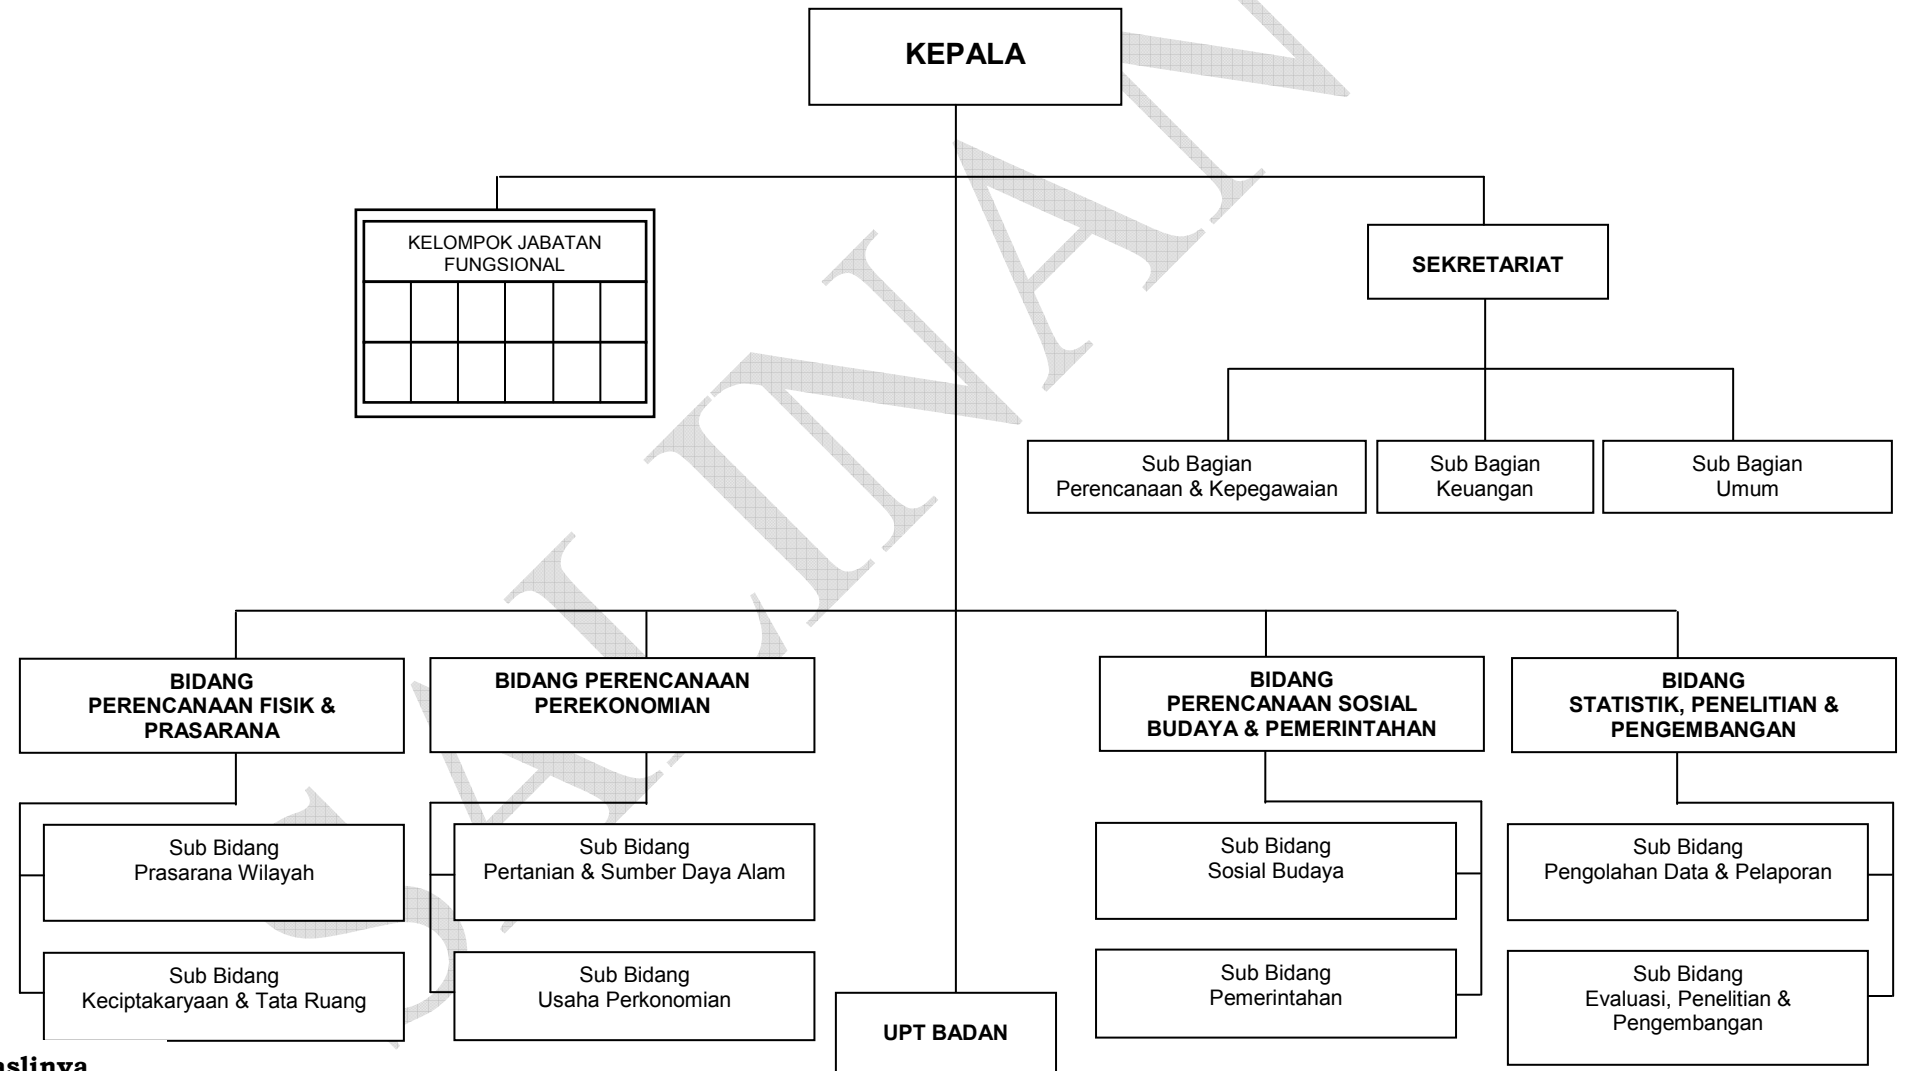 KEPALA
KELOMPOK JABATAN
FUNGSIONAL
SEKRETARIAT
Sub Bagian
Perencanaan & Kepegawaian
Sub Bagian
Keuangan
Sub Bagian
Umum
BIDANG
PERENCANAAN FISIK &
PRASARANA
BIDANG PERENCANAAN
PEREKONOMIAN
BIDANG
PERENCANAAN SOSIAL
BUDAYA & PEMERINTAHAN
BIDANG
STATISTIK, PENELITIAN &
PENGEMBANGAN
Sub Bidang
Prasarana Wilayah
Sub Bidang
Pertanian & Sumber Daya Alam
Sub Bidang
Sosial Budaya
Sub Bidang
Pengolahan Data & Pelaporan
Sub Bidang
Keciptakaryaan & Tata Ruang
Sub Bidang
Usaha Perkonomian
Sub Bidang
Pemerintahan
Sub Bidang
Evaluasi, Penelitian &
Pengembangan
UPT BADAN
SALINAN